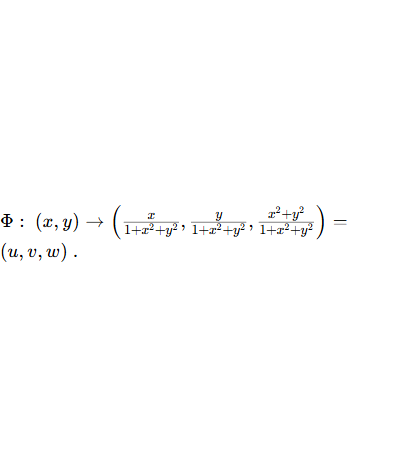 Φ : (x, y) → (x/(1+x²+y²), y/(1+x²+y²), (x²+y²)/(1+x²+y²)) =
(u, v, w) .